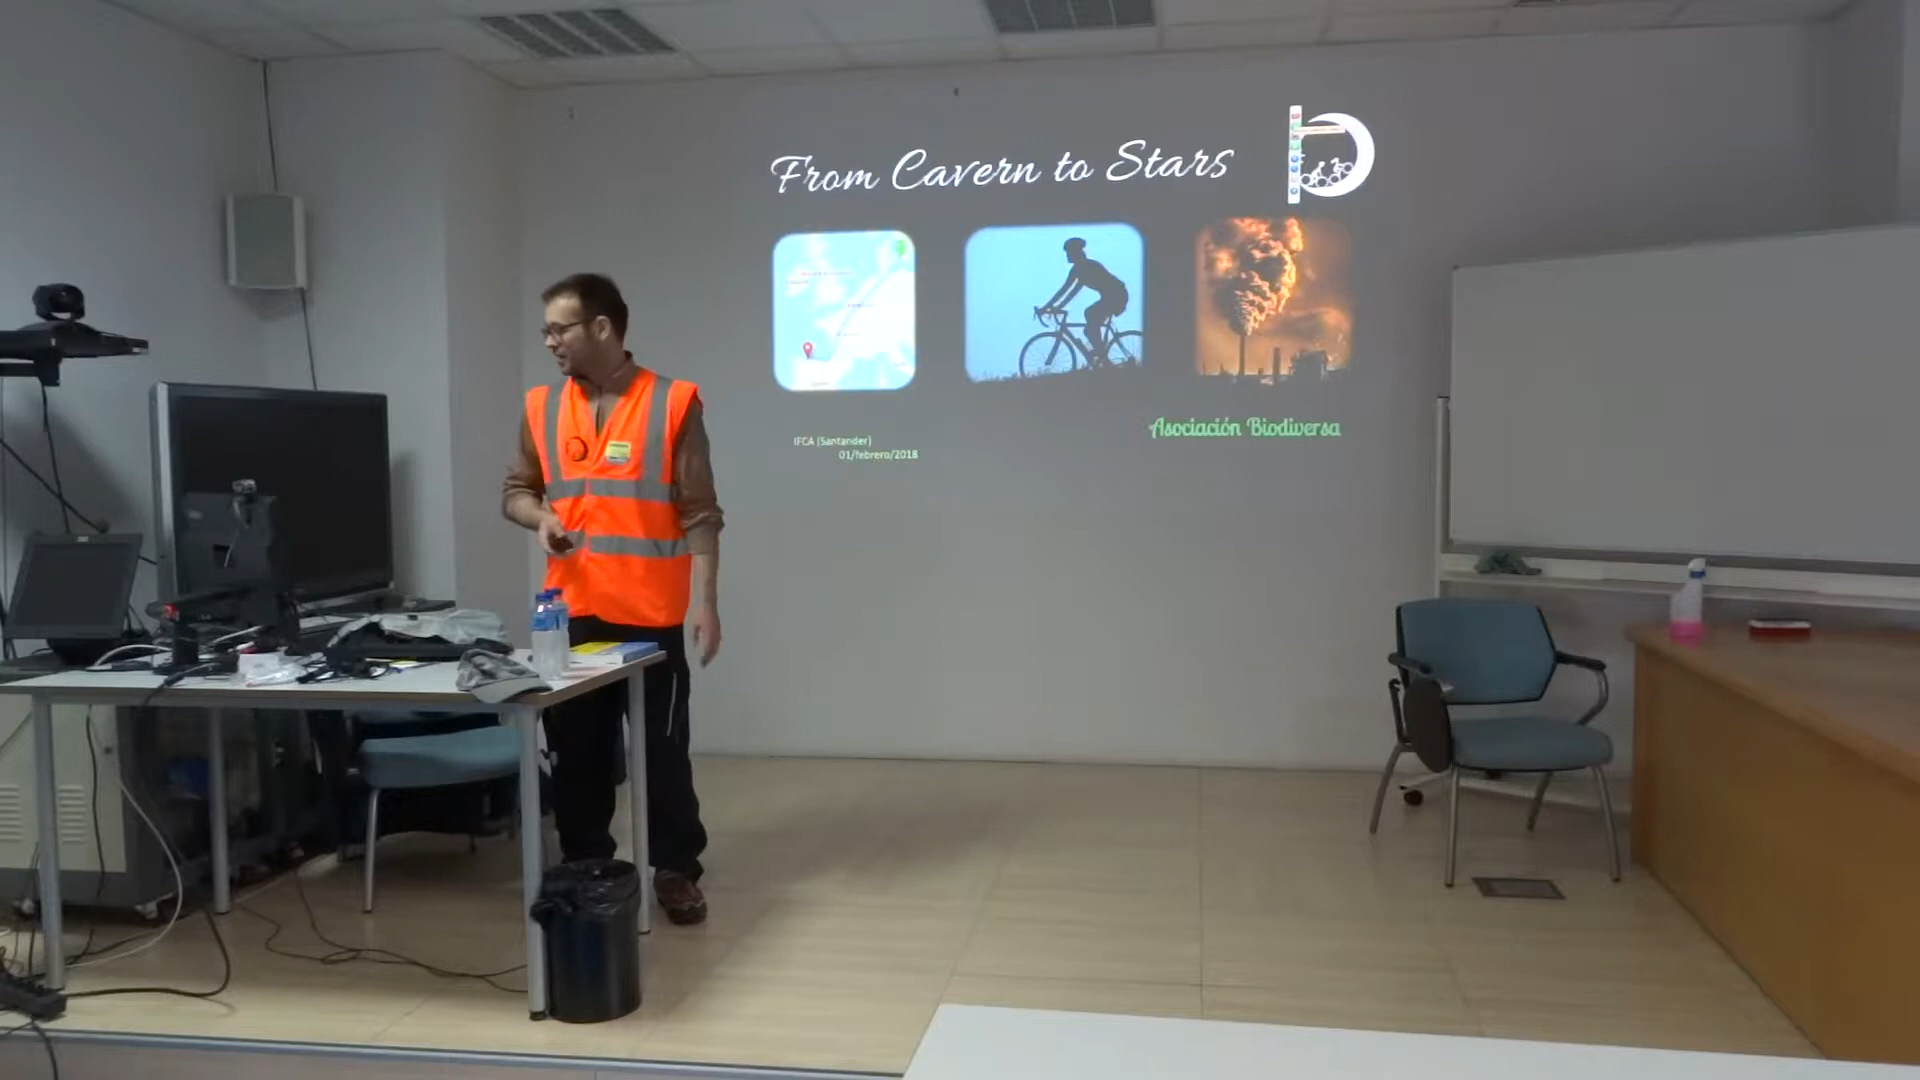 From Cavern to Stars
Asociación Biodiversa
IFCA (Santander)
01/febrero/2018